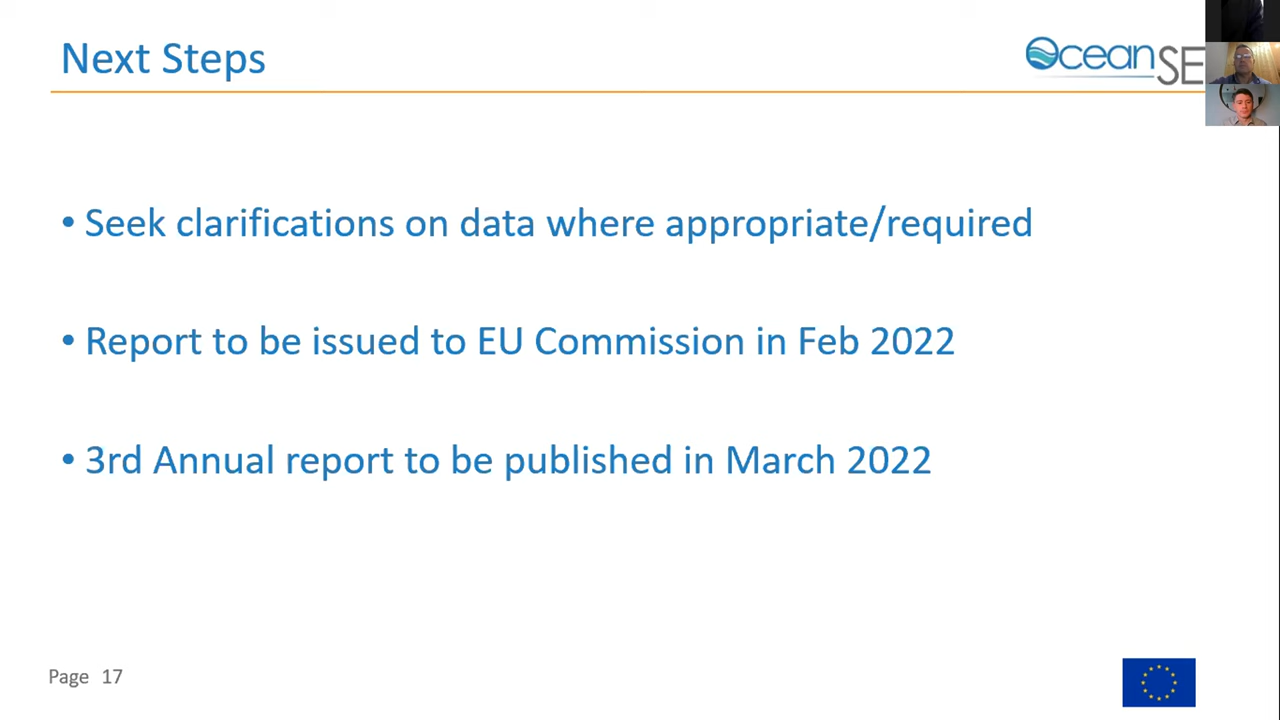 Next Steps
OceanSE
• Seek clarifications on data where appropriate/required
• Report to be issued to EU Commission in Feb 2022
• 3rd Annual report to be published in March 2022
Page 17